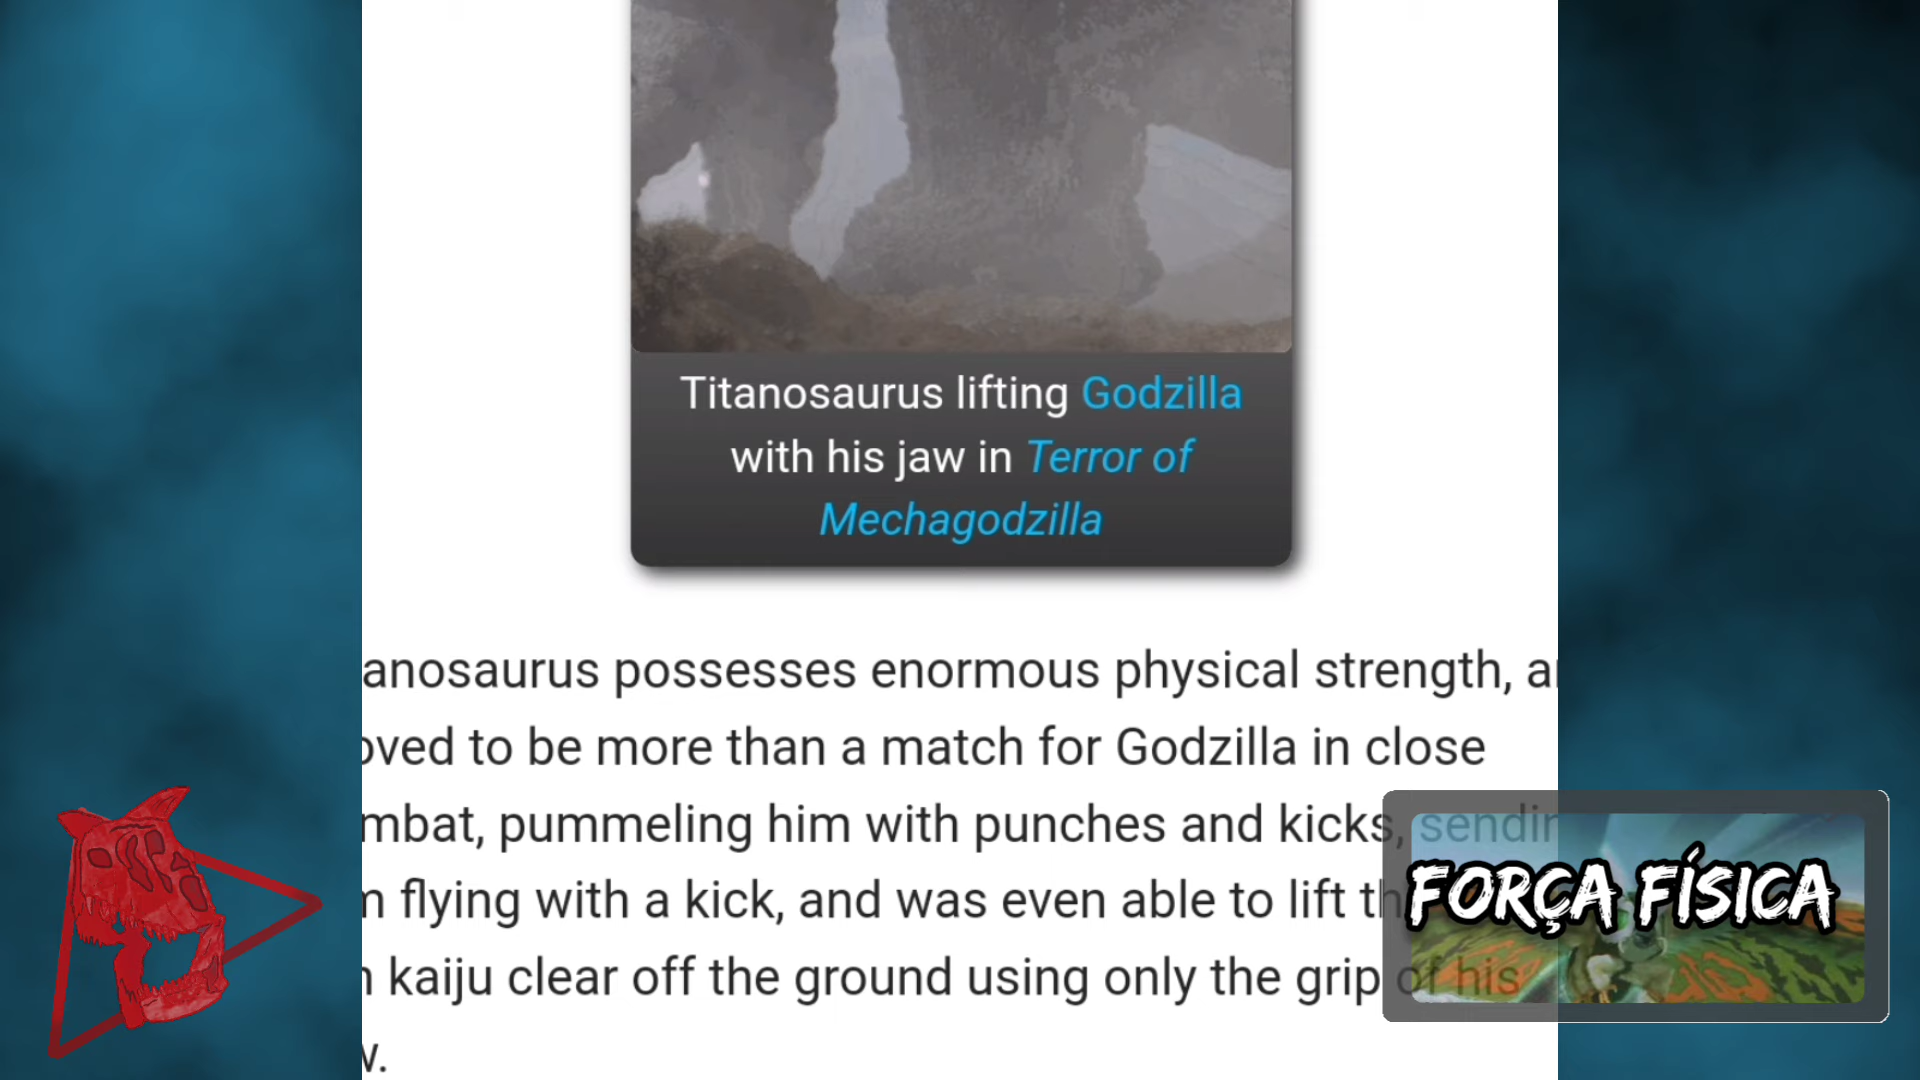 Titanosaurus lifting Godzilla
with his jaw in Terror of
Mechagodzilla
anosaurus possesses enormous physical strength, a
oved to be more than a match for Godzilla in close
mbat, pummeling him with punches and kicks, sendin
flying with a kick, and was even able to lift th
kaiju clear off the ground using only the grip of his
w.
FORÇA FÍSICA